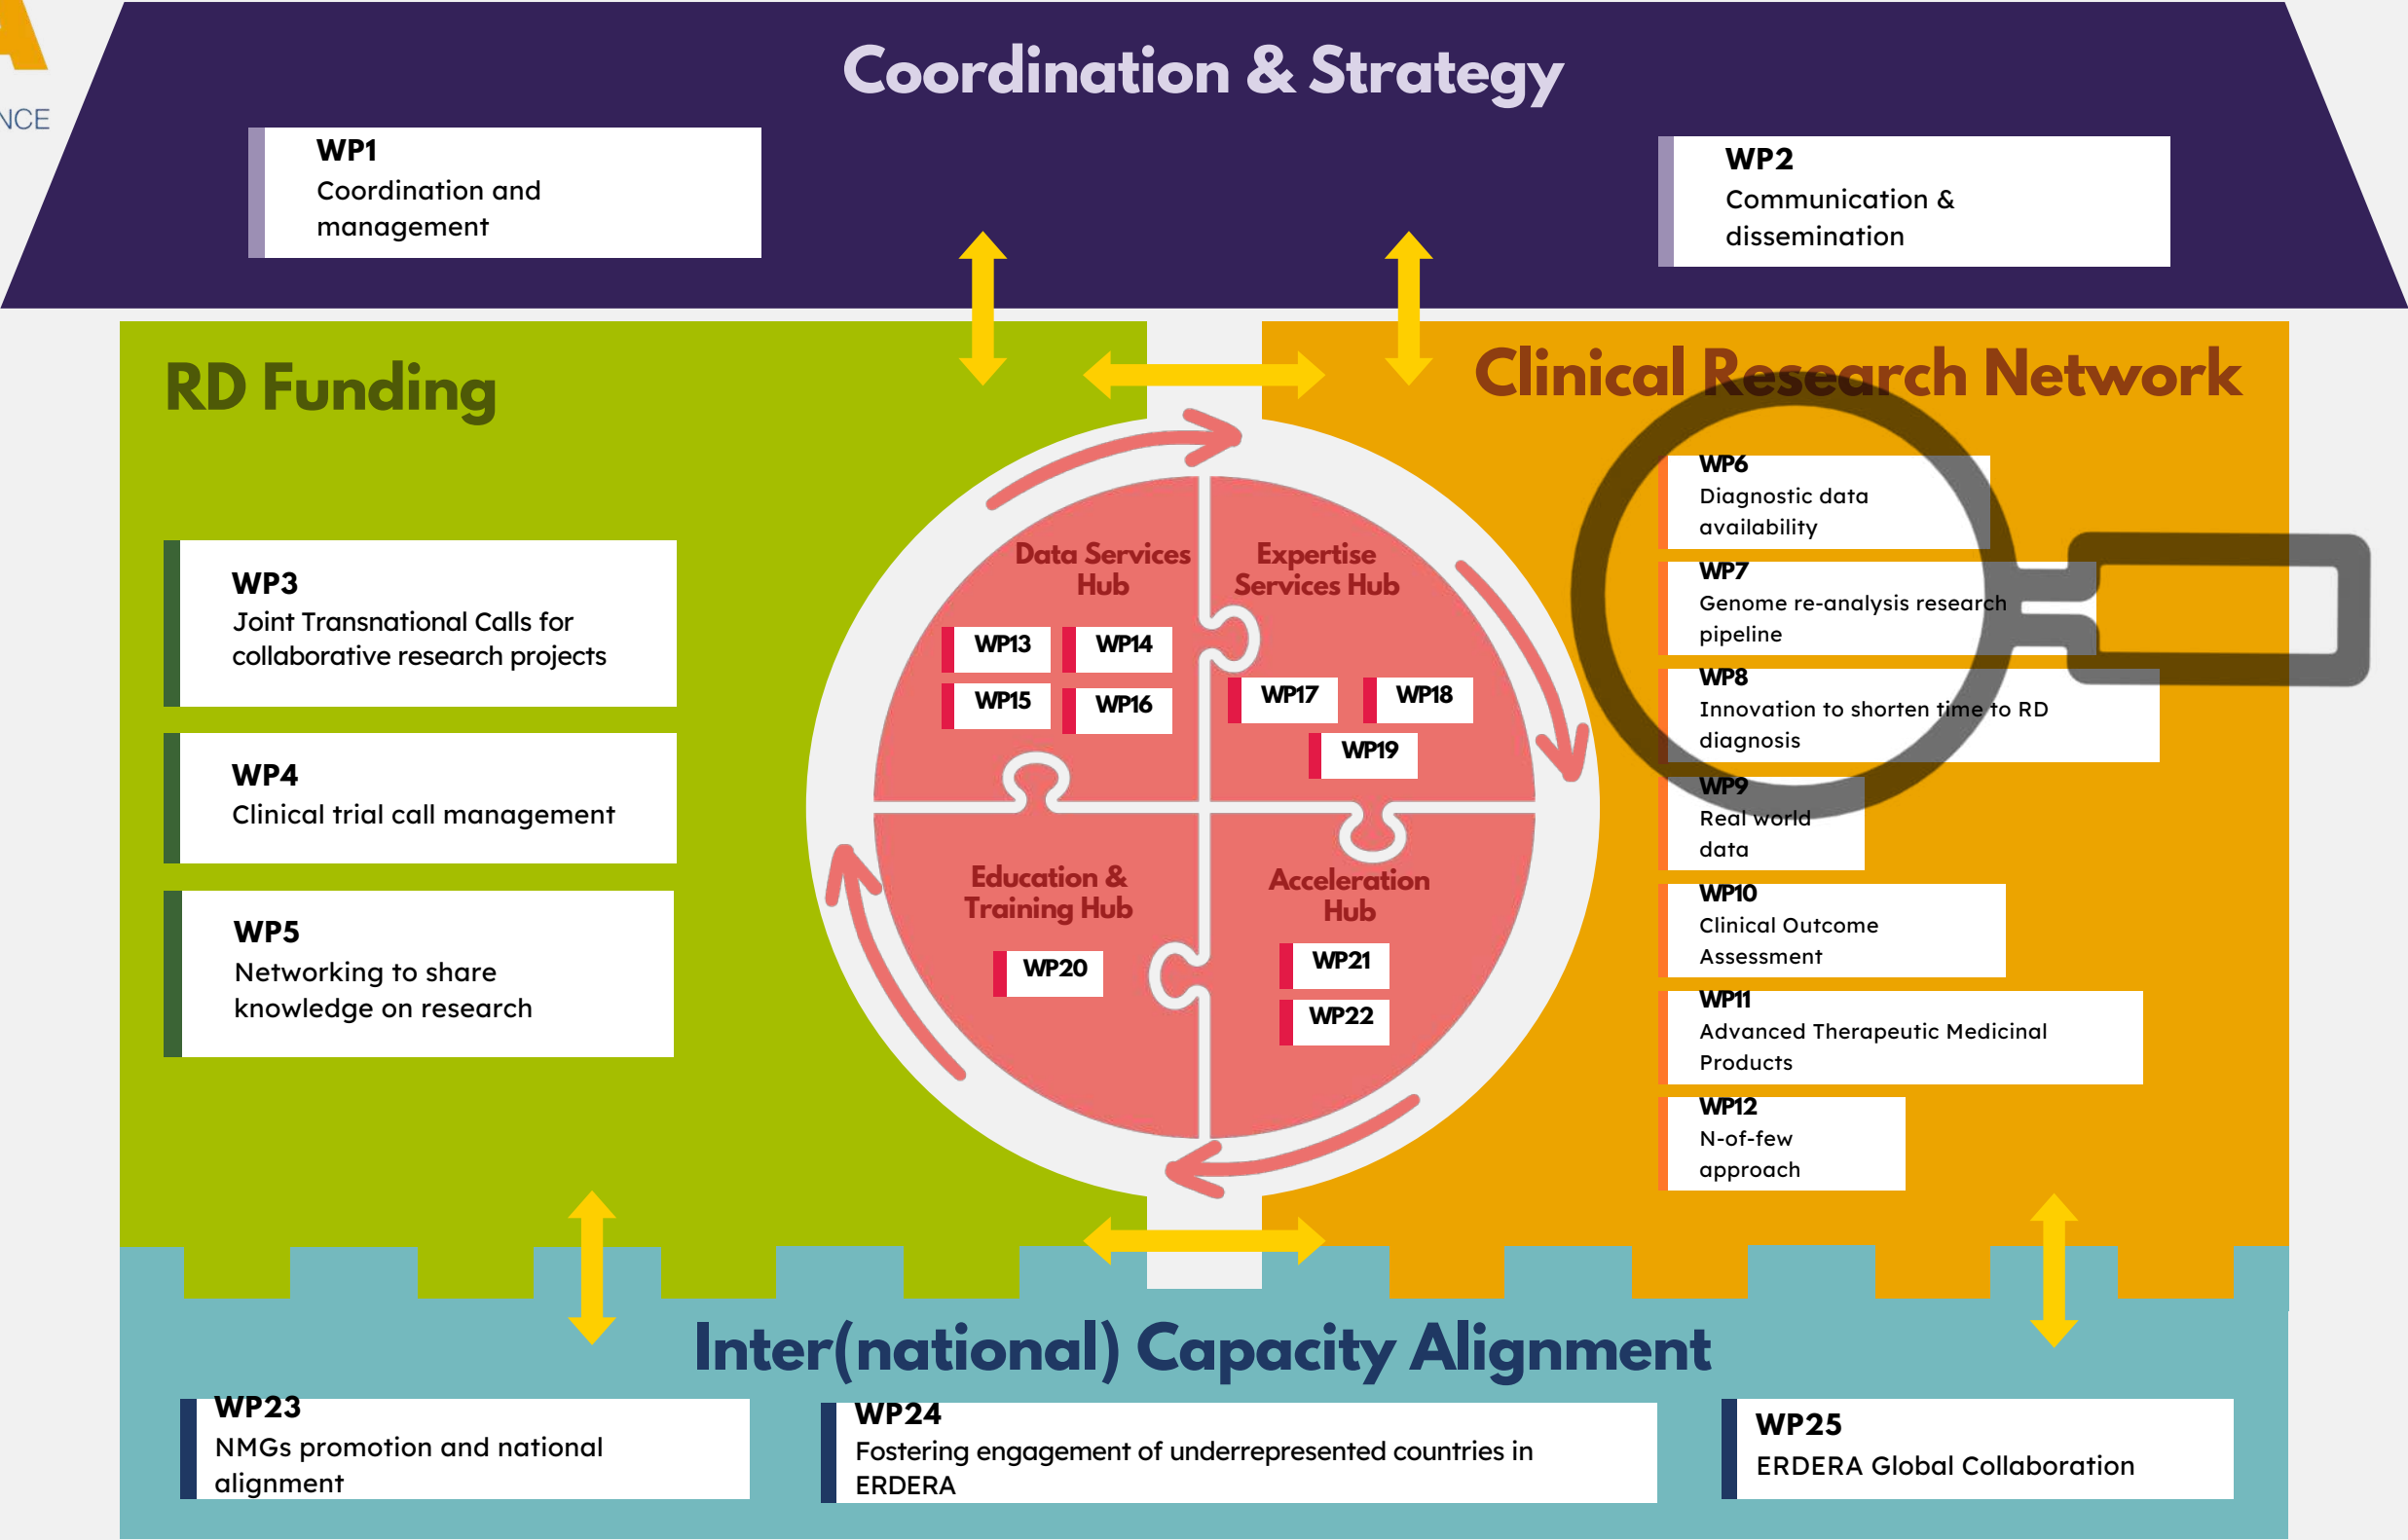 A
NCE
Coordination & Strategy
WP1
Coordination and
management
WP2
Communication &
dissemination
RD Funding
WP3
Joint Transnational Calls for
collaborative research projects
WP4
Clinical trial call management
WP5
Networking to share
knowledge on research
Data Services
Hub
WP13
WP14
WP15
WP16
Expertise
Services Hub
WP17
WP18
WP19
Education &
Training Hub
WP20
Acceleration
Hub
WP21
WP22
Clinical Research Network
WP6
Diagnostic data
availability
WP7
Genome re-analysis research
pipeline
WP8
Innovation to shorten time to RD
diagnosis
WP9
Real world
data
WP10
Clinical Outcome
Assessment
WP11
Advanced Therapeutic Medicinal
Products
WP12
N-of-few
approach
Inter(national) Capacity Alignment
WP23
NMGs promotion and national
alignment
WP24
Fostering engagement of underrepresented countries in
ERDERA
WP25
ERDERA Global Collaboration